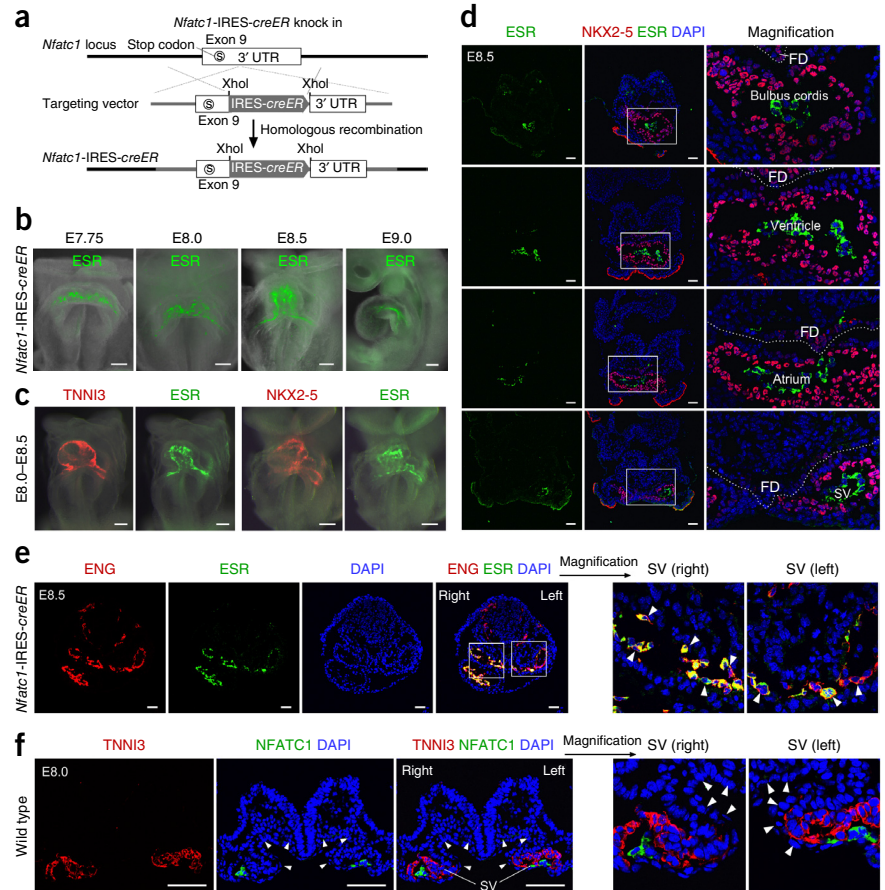 a
Nfatc1-IRES-creER knock in
Nfatc1 locus
Stop codon
Exon 9
S
3′ UTR
XhoI
XhoI
Targeting vector
S
IRES-creER
3′ UTR
Exon 9
Homologous recombination
XhoI
XhoI
Nfatc1-IRES-creER
S
IRES-creER
3′ UTR
Exon 9
b
E7.75
E8.0
E8.5
E9.0
Nfatc1-IRES-creER
ESR
ESR
ESR
ESR
c
TNNI3
ESR
NKX2-5
ESR
E8.0–E8.5
d
ESR
NKX2-5 ESR DAPI
Magnification
E8.5
FD
Bulbus cordis
FD
Ventricle
FD
Atrium
FD
SV
e
ENG
ESR
DAPI
ENG ESR DAPI
Magnification
SV (right)
SV (left)
Nfatc1-IRES-creER
E8.5
Right
Left
f
TNNI3
NFATC1 DAPI
TNNI3 NFATC1 DAPI
Magnification
SV (right)
SV (left)
Wild type
E8.0
Right
Left
SV